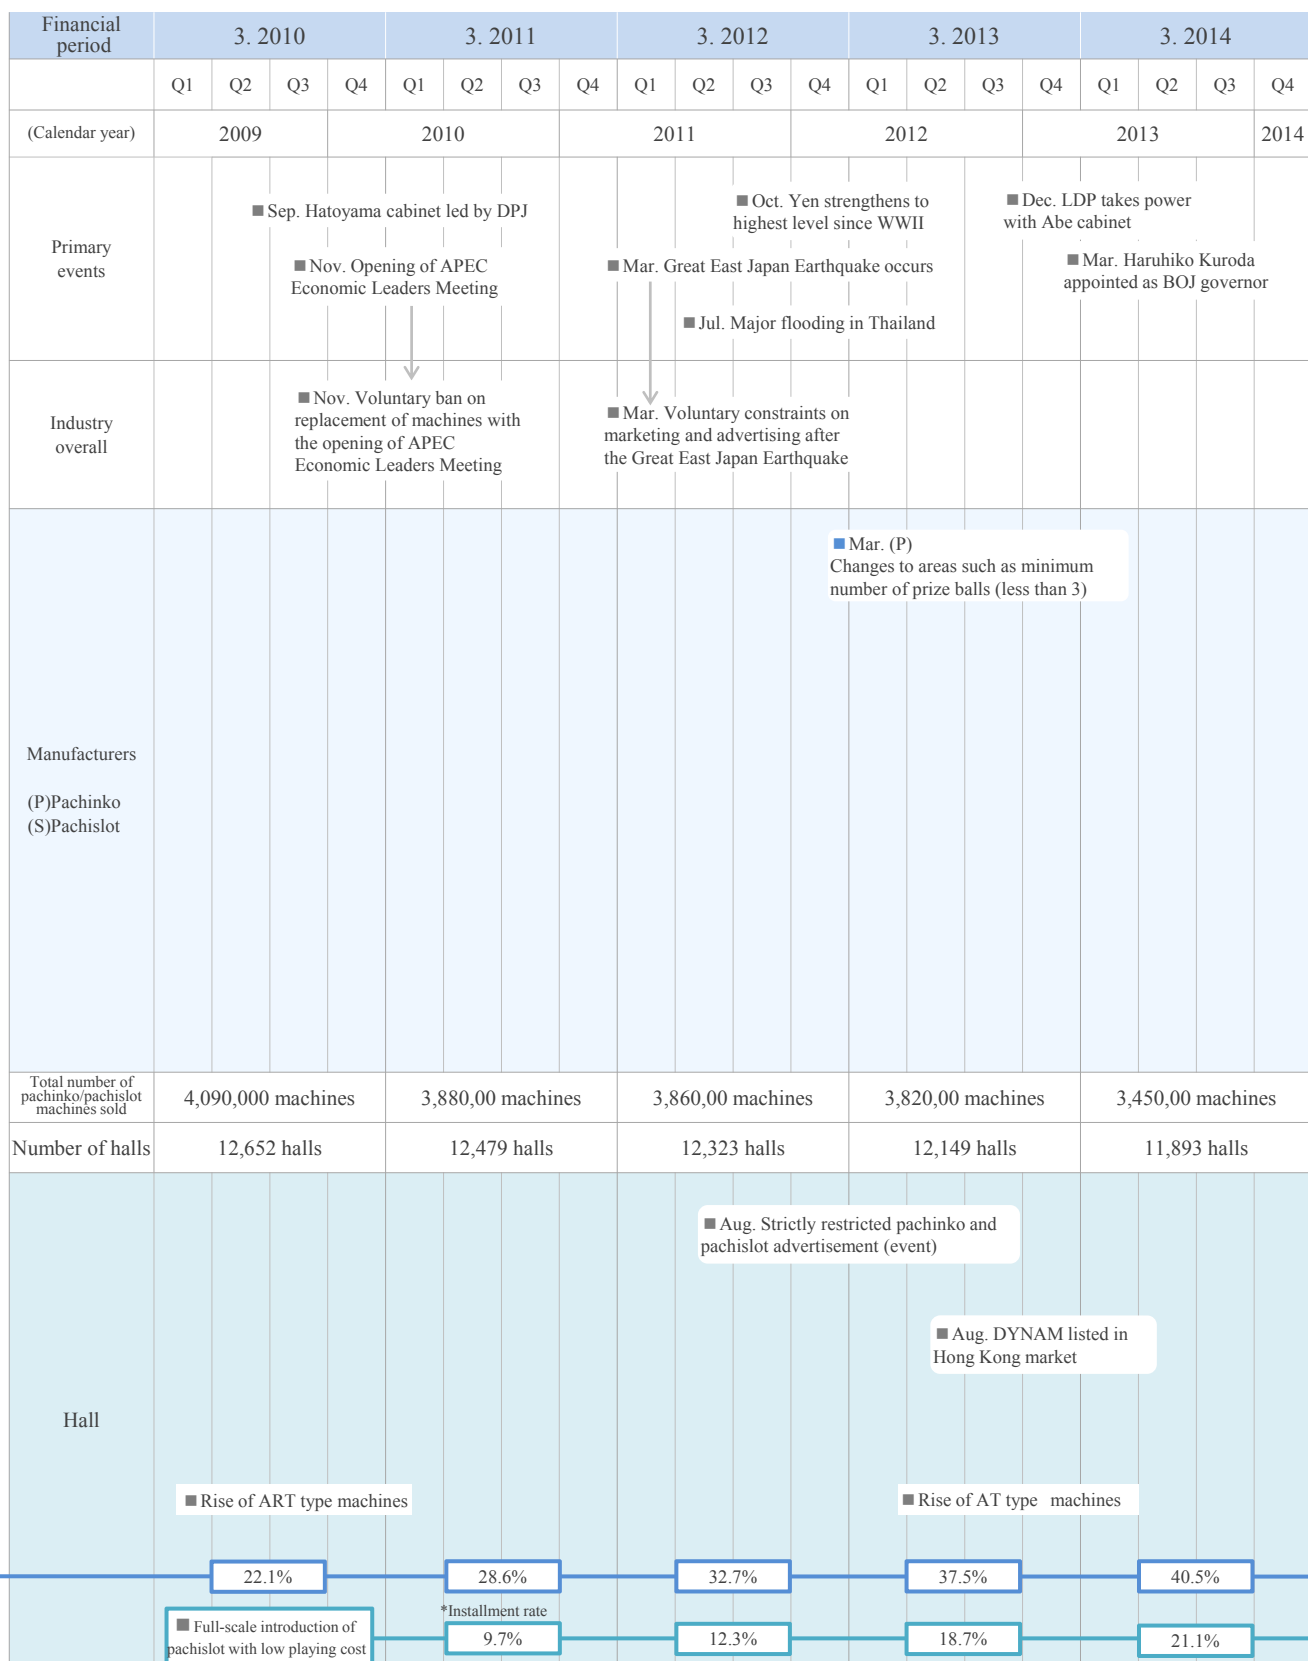 Financial
period
3. 2010
3. 2011
3. 2012
3. 2013
3. 2014
Q1 Q2 Q3 Q4 Q1 Q2 Q3 Q4 Q1 Q2 Q3 Q4 Q1 Q2 Q3 Q4 Q1 Q2 Q3 Q4
(Calendar year) 2009 2010 2011 2012 2013 2014
Primary
events
■ Sep. Hatoyama cabinet led by DPJ
■ Nov. Opening of APEC
Economic Leaders Meeting
■ Oct. Yen strengthens to
highest level since WWII
■ Mar. Great East Japan Earthquake occurs
■ Jul. Major flooding in Thailand
■ Dec. LDP takes power
with Abe cabinet
■ Mar. Haruhiko Kuroda
appointed as BOJ governor
Industry
overall
■ Nov. Voluntary ban on
replacement of machines with
the opening of APEC
Economic Leaders Meeting
■ Mar. Voluntary constraints on
marketing and advertising after
the Great East Japan Earthquake
Manufacturers
(P)Pachinko
(S)Pachislot
■ Mar. (P)
Changes to areas such as minimum
number of prize balls (less than 3)
Total number of
pachinko/pachislot
machines sold
4,090,000 machines
3,880,00 machines
3,860,00 machines
3,820,00 machines
3,450,00 machines
Number of halls
12,652 halls
12,479 halls
12,323 halls
12,149 halls
11,893 halls
Hall
■ Aug. Strictly restricted pachinko and
pachislot advertisement (event)
■ Aug. DYNAM listed in
Hong Kong market
■ Rise of ART type machines
■ Rise of AT type machines
22.1%
28.6%
32.7%
37.5%
40.5%
■ Full-scale introduction of
pachislot with low playing cost
*Installment rate
9.7%
12.3%
18.7%
21.1%